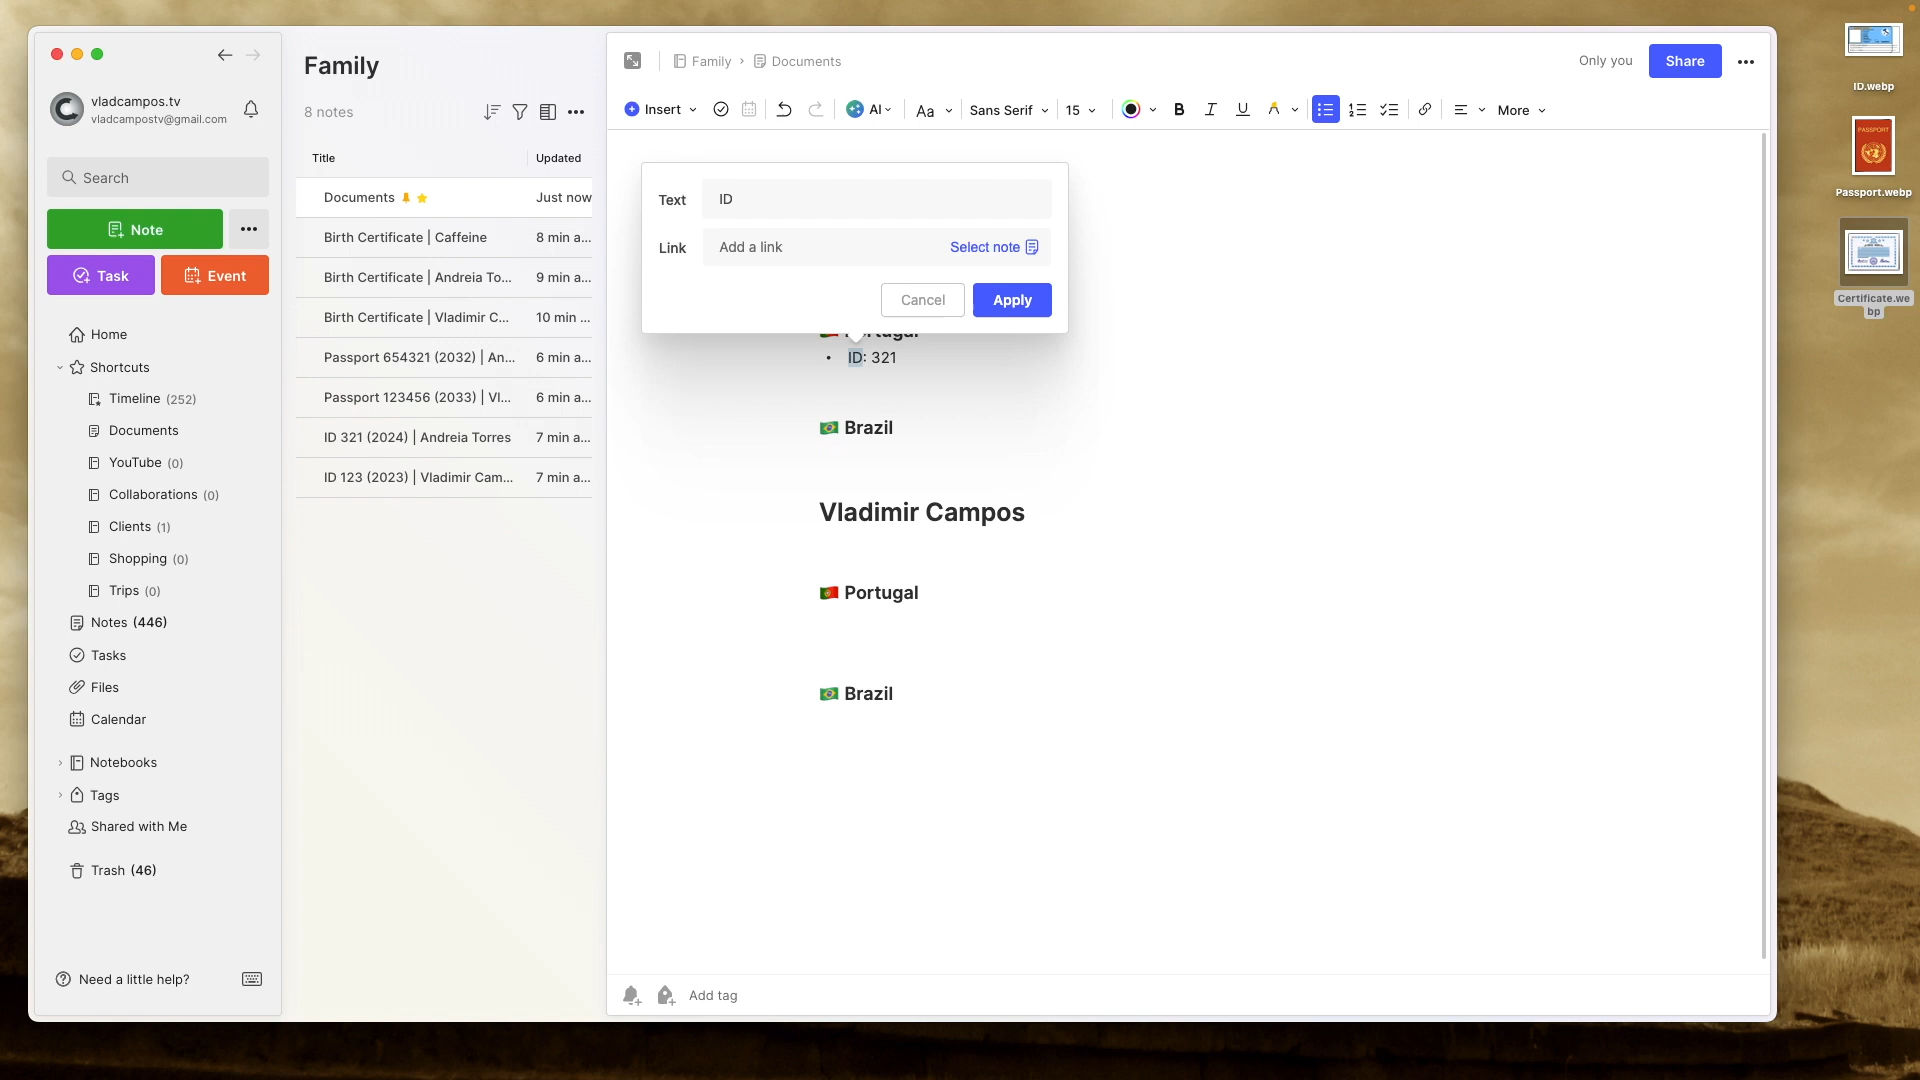 vladcampos.tv
vladcampostv@gmail.com
Search
Note
Task
Event
Home
Shortcuts
Timeline (252)
Documents
YouTube (0)
Collaborations (0)
Clients (1)
Shopping (0)
Trips (0)
Notes (446)
Tasks
Files
Calendar
Notebooks
Tags
Shared with Me
Trash (46)
Need a little help?
Family
8 notes
Title Updated
Documents Just now
Birth Certificate | Caffeine 8 min a...
Birth Certificate | Andreia To... 9 min a...
Birth Certificate | Vladimir C... 10 min ...
Passport 654321 (2032) | An... 6 min a...
Passport 123456 (2033) | Vl... 6 min a...
ID 321 (2024) | Andreia Torres 7 min a...
ID 123 (2023) | Vladimir Cam... 7 min a...
Family › Documents
Only you
Share
Insert
AI
Aa
Sans Serif
15
B I U A
More
Text ID
Link Add a link Select note
Cancel Apply
Portugal
• ID: 321
Brazil
Vladimir Campos
Portugal
Brazil
Add tag
ID.webp
PASSPORT
Passport.webp
Certificate.we
bp